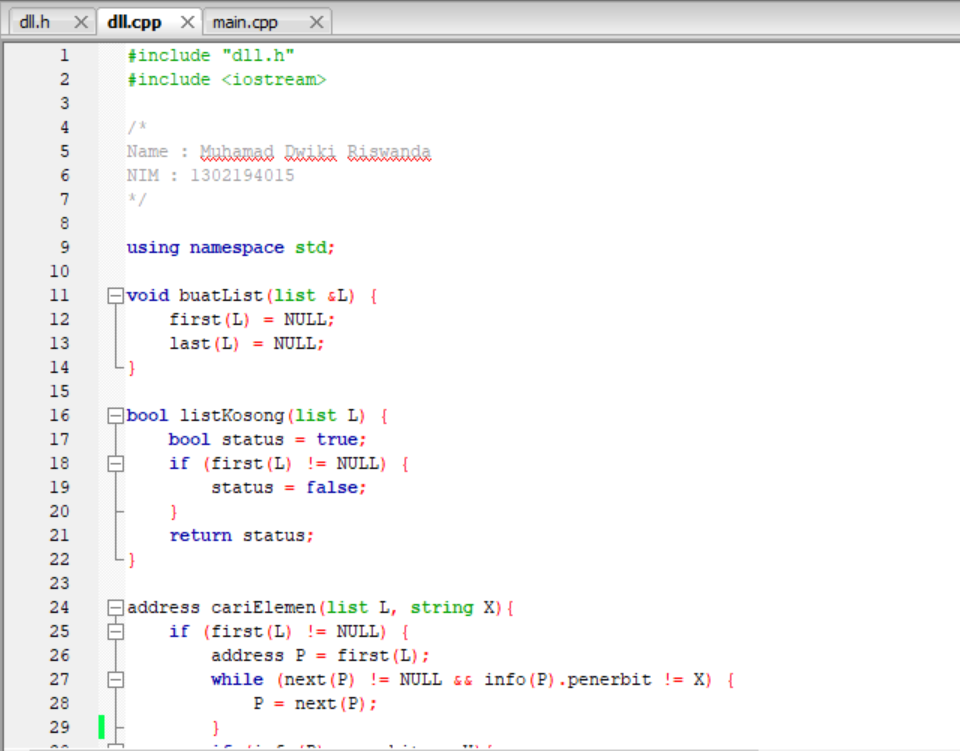 dll.h dll.cpp main.cpp
1 #include "dll.h"
2 #include <iostream>
3
4 /*
5 Name : Muhamad Dwiki Riswanda
6 NIM : 1302194015
7 */
8
9 using namespace std;
10
11 void buatList(list &L) {
12 first(L) = NULL;
13 last(L) = NULL;
14 }
15
16 bool listKosong(list L) {
17 bool status = true;
18 if (first(L) != NULL) {
19 status = false;
20 }
21 return status;
22 }
23
24 address cariElemen(list L, string X){
25 if (first(L) != NULL) {
26 address P = first(L);
27 while (next(P) != NULL && info(P).penerbit != X) {
28 P = next(P);
29 }